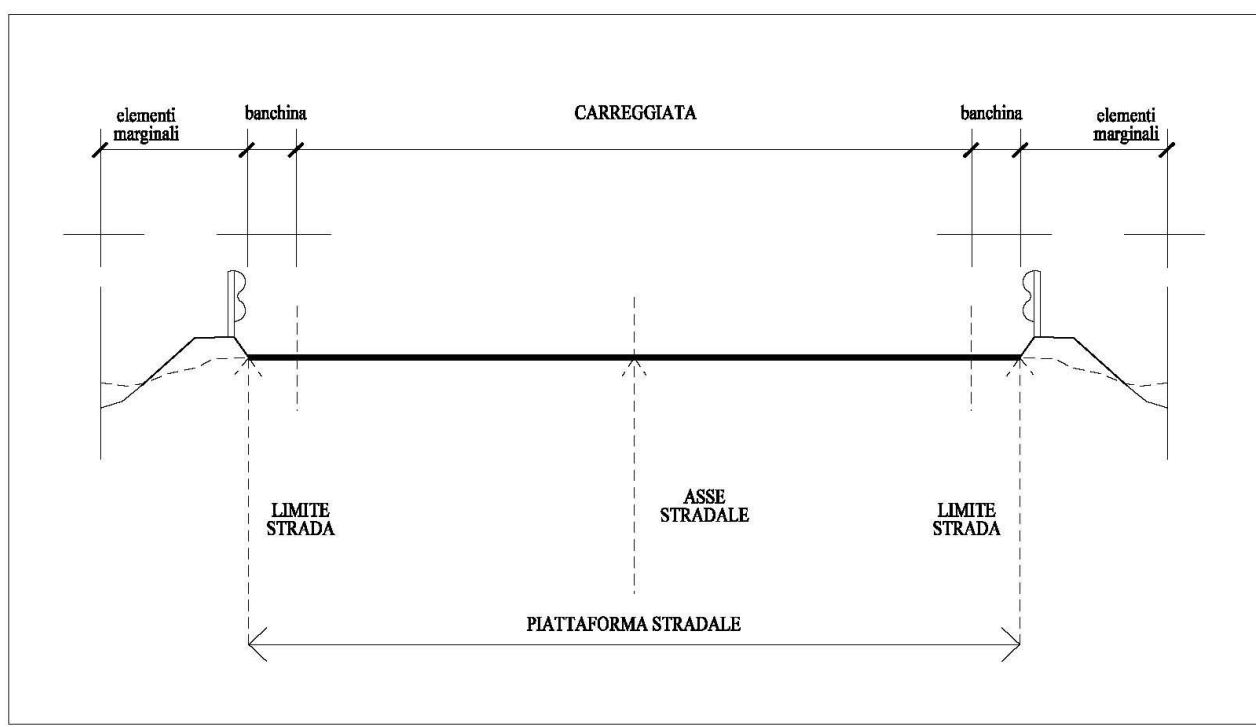 elementi
marginali
banchina
CARREGGIATA
banchina
elementi
marginali
LIMITE
STRADA
ASSE
STRADALE
LIMITE
STRADA
PIATTAFORMA STRADALE